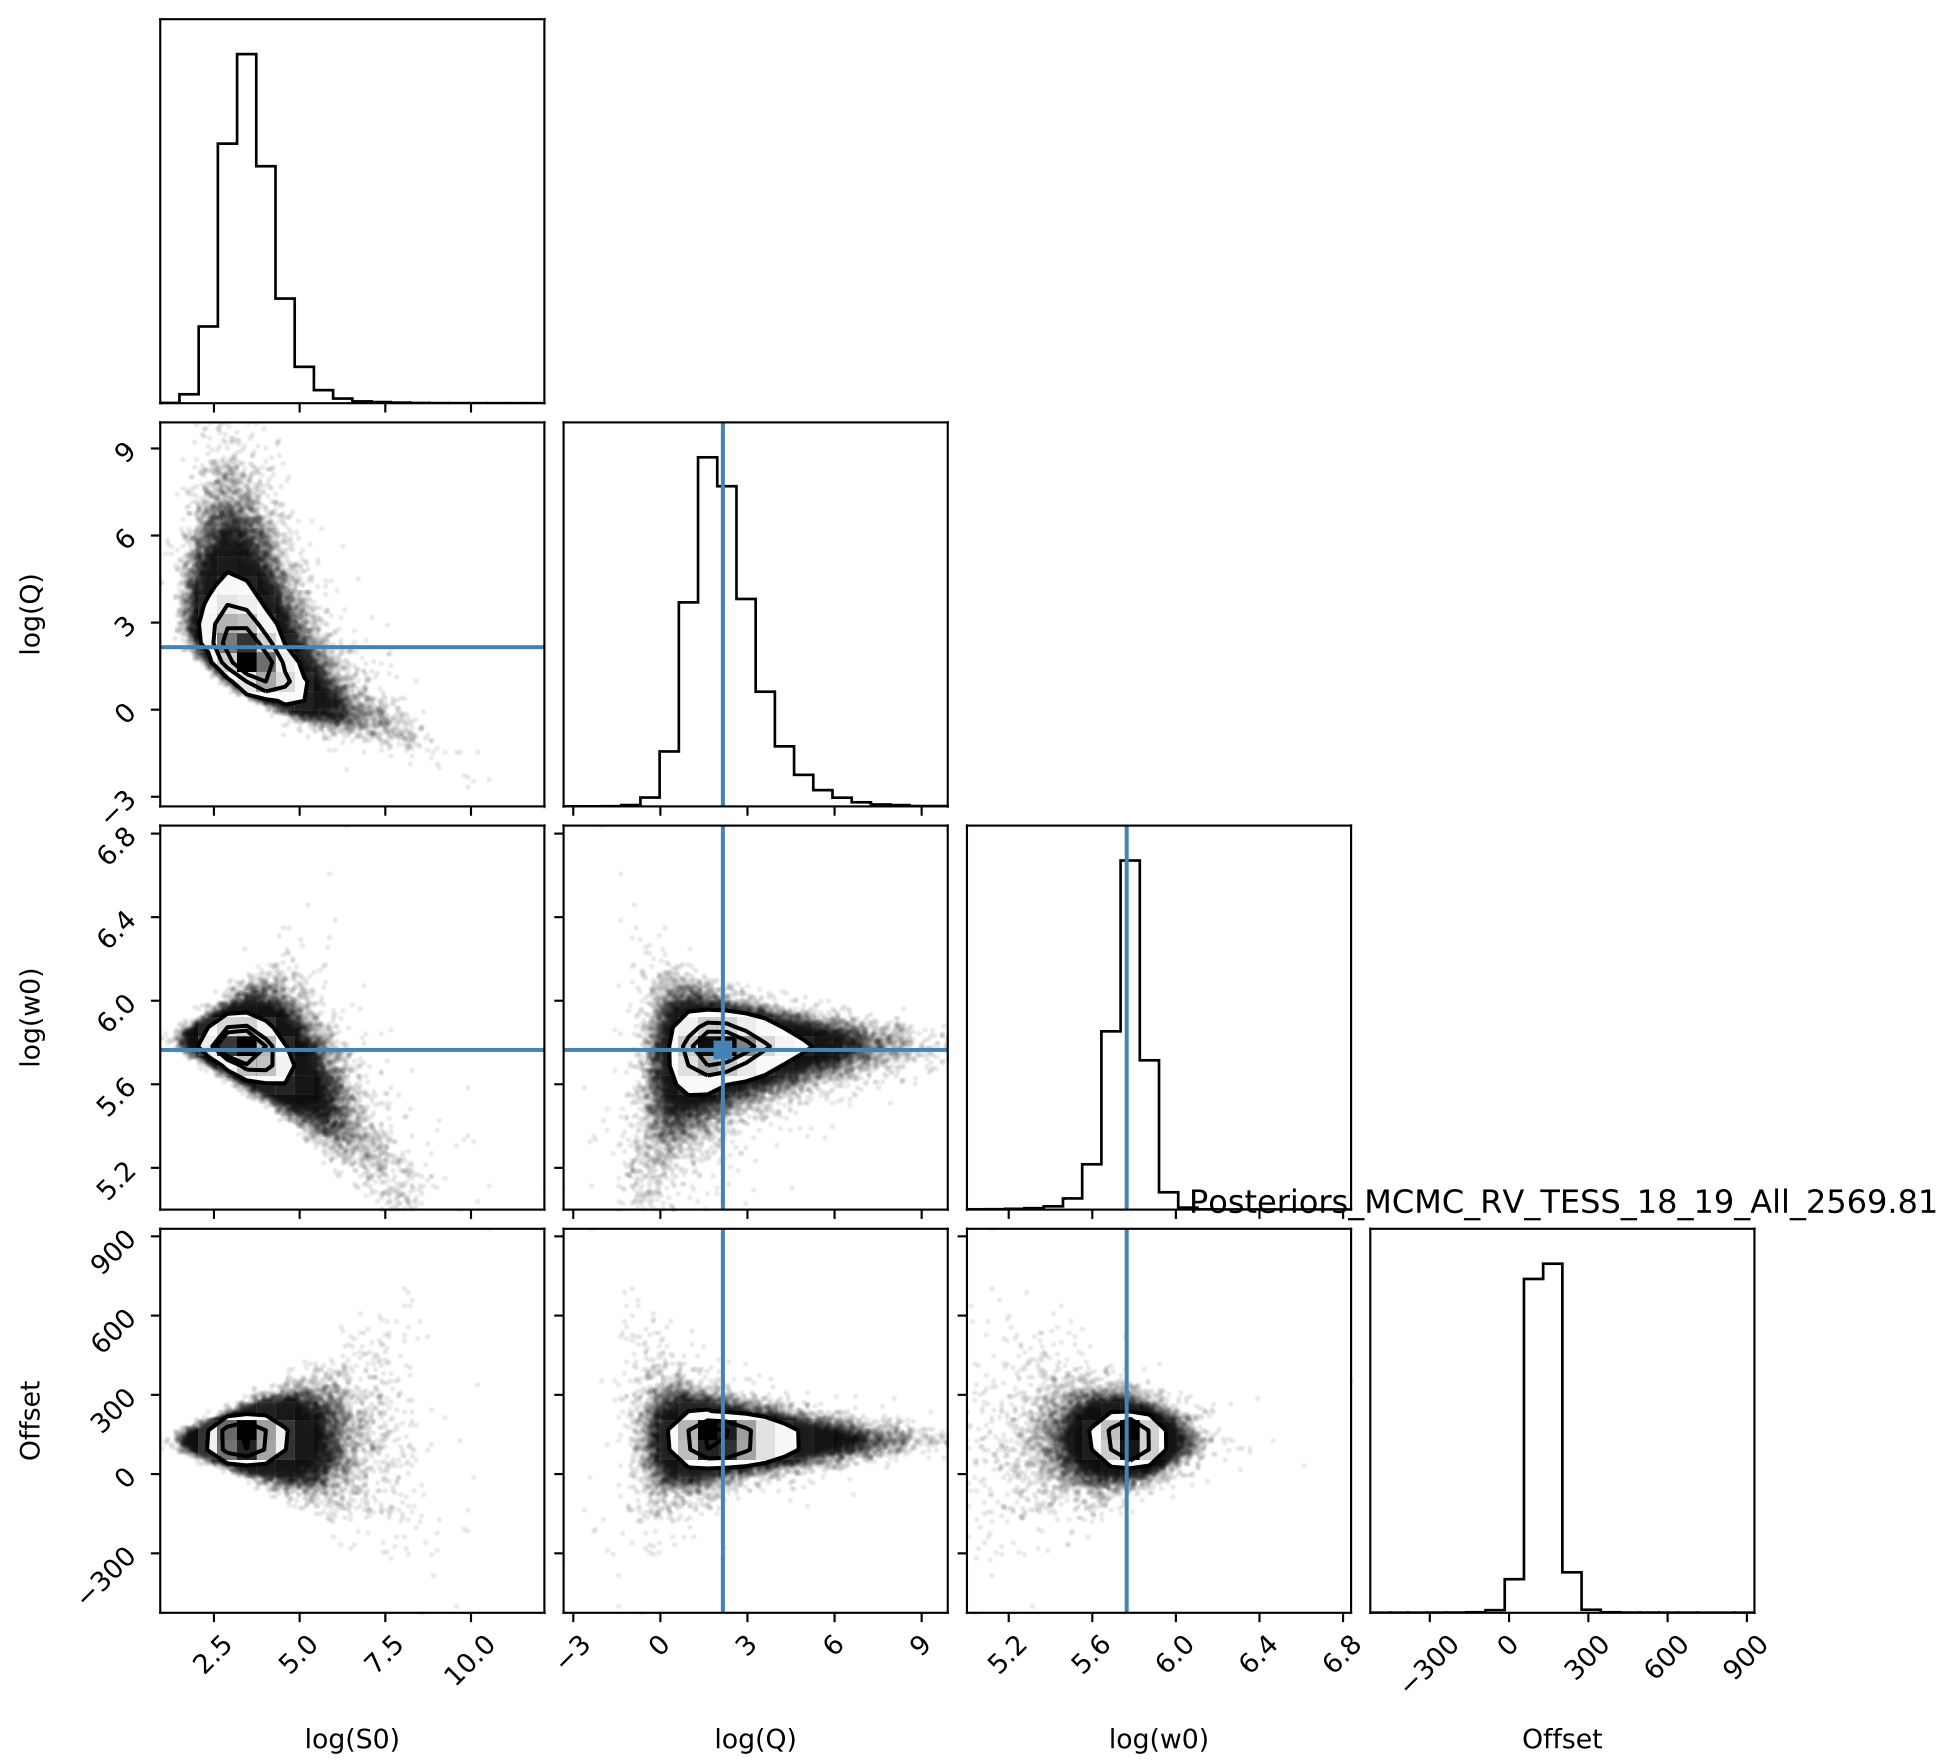 9
6
3
0
−3
log(Q)
6.8
6.4
6.0
5.6
5.2
log(w0)
Posteriors_MCMC_RV_TESS_18_19_All_2569.81
900
600
300
0
−300
Offset
2.5 5.0 7.5 10.0 −3 0 3 6 9 5.2 5.6 6.0 6.4 6.8 −300 0 300 600 900
log(S0) log(Q) log(w0) Offset